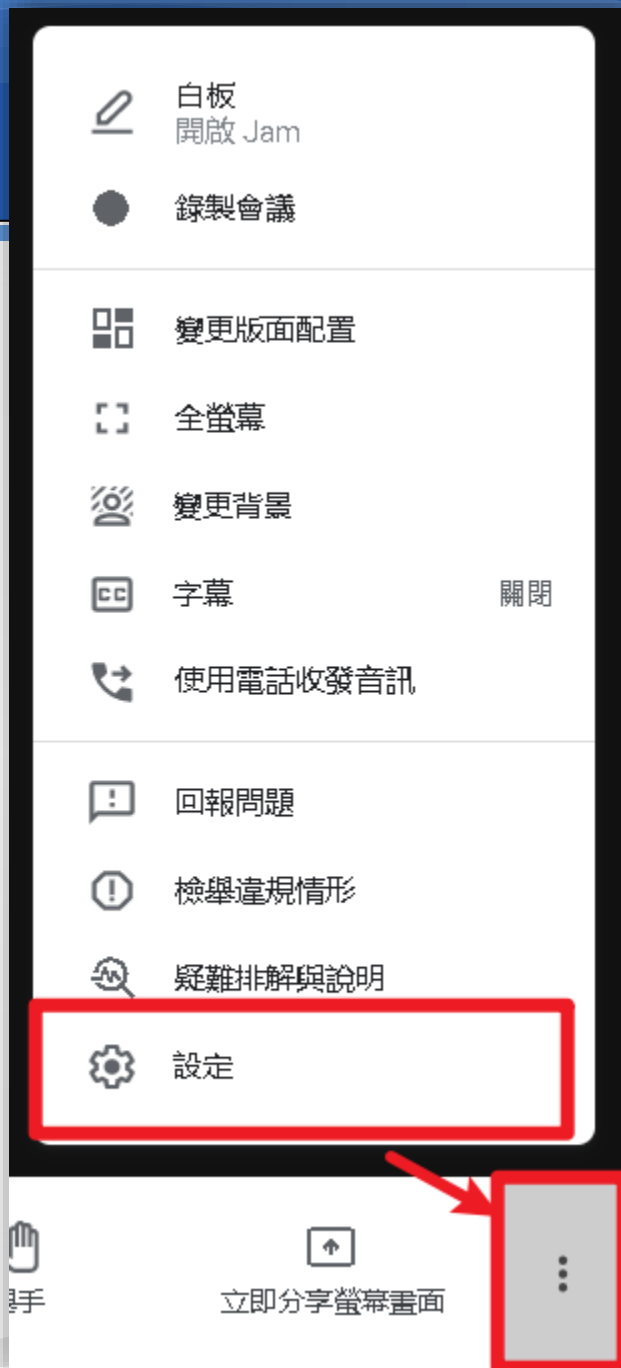 白板
開啟 Jam
錄製會議
變更版面配置
全螢幕
變更背景
CC
字幕
關閉
使用電話收發音訊
回報問題
檢舉違規情形
疑難排解與說明
設定
手
立即分享螢幕畫面